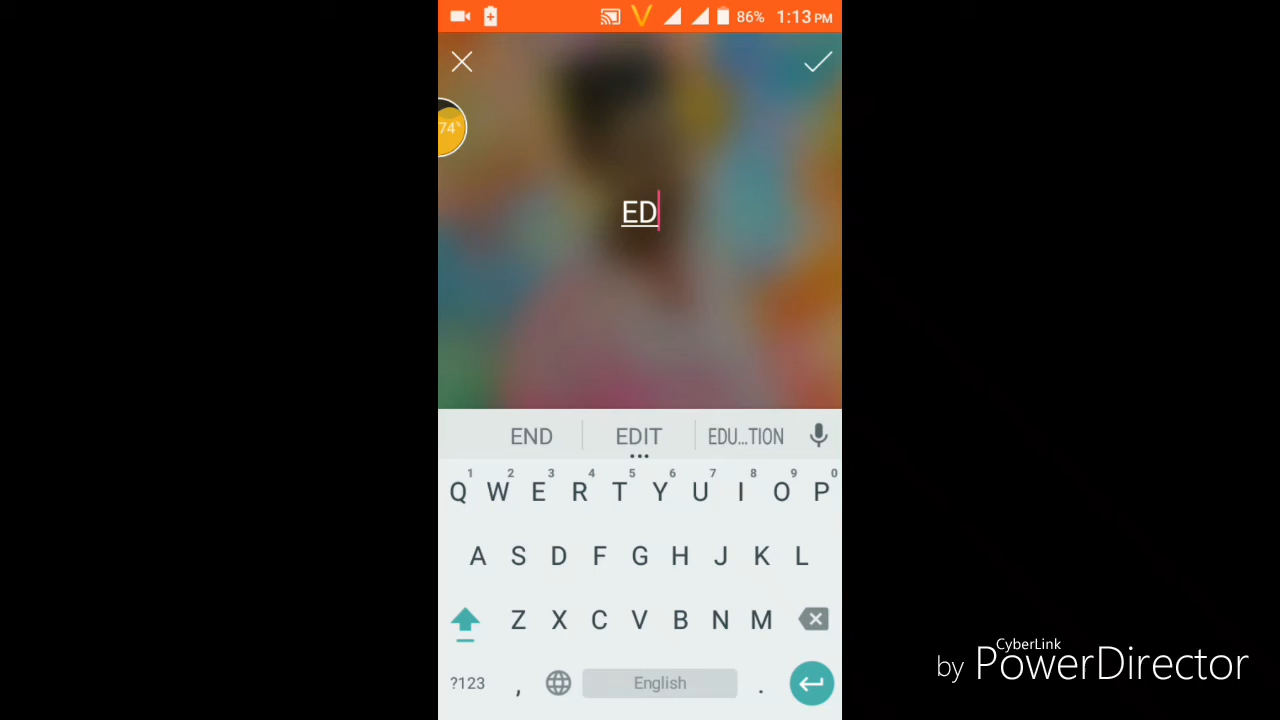 86% 1:13 PM
74%
ED
END EDIT EDU...TION
1 2 3 4 5 6 7 8 9 0
Q W E R T Y U I O P
A S D F G H J K L
Z X C V B N M
?123 , English .
CyberLink
by PowerDirector